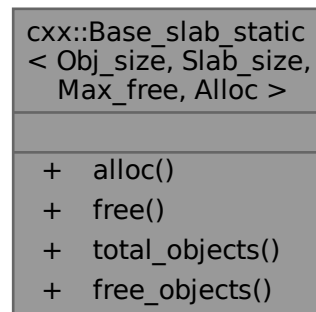 cxx::Base_slab_static
< Obj_size, Slab_size,
Max_free, Alloc >
+ alloc()
+ free()
+ total_objects()
+ free_objects()